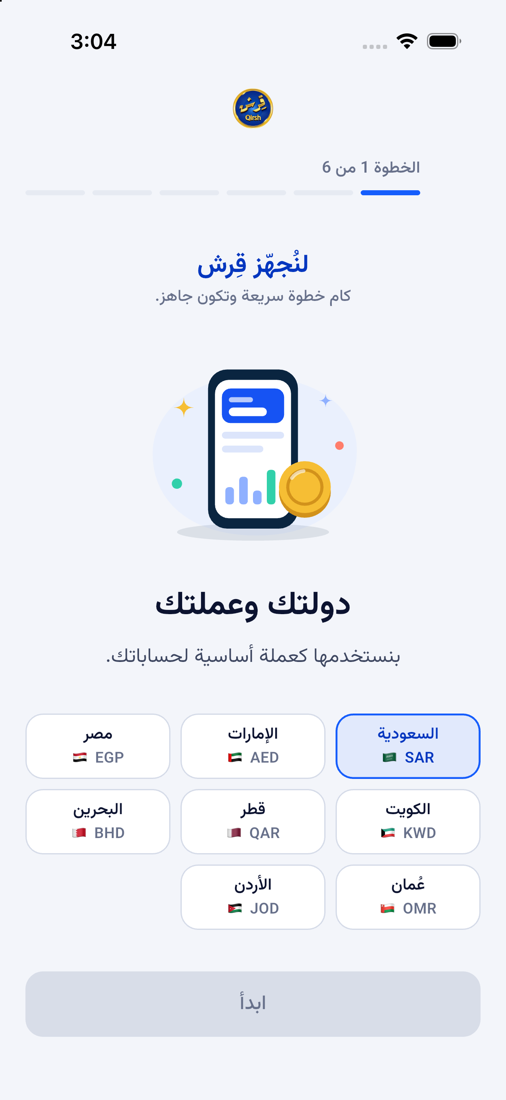 3:04
قرش
Qirsh
الخطوة 1 من 6
لنُجهّز قِرش
كام خطوة سريعة وتكون جاهز.
دولتك وعملتك
بنستخدمها كعملة أساسية لحساباتك.
السعودية
SAR
الإمارات
AED
مصر
EGP
الكويت
KWD
قطر
QAR
البحرين
BHD
عُمان
OMR
الأردن
JOD
ابدأ